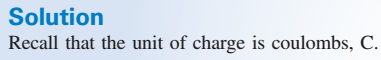 Solution
Recall that the unit of charge is coulombs, C.